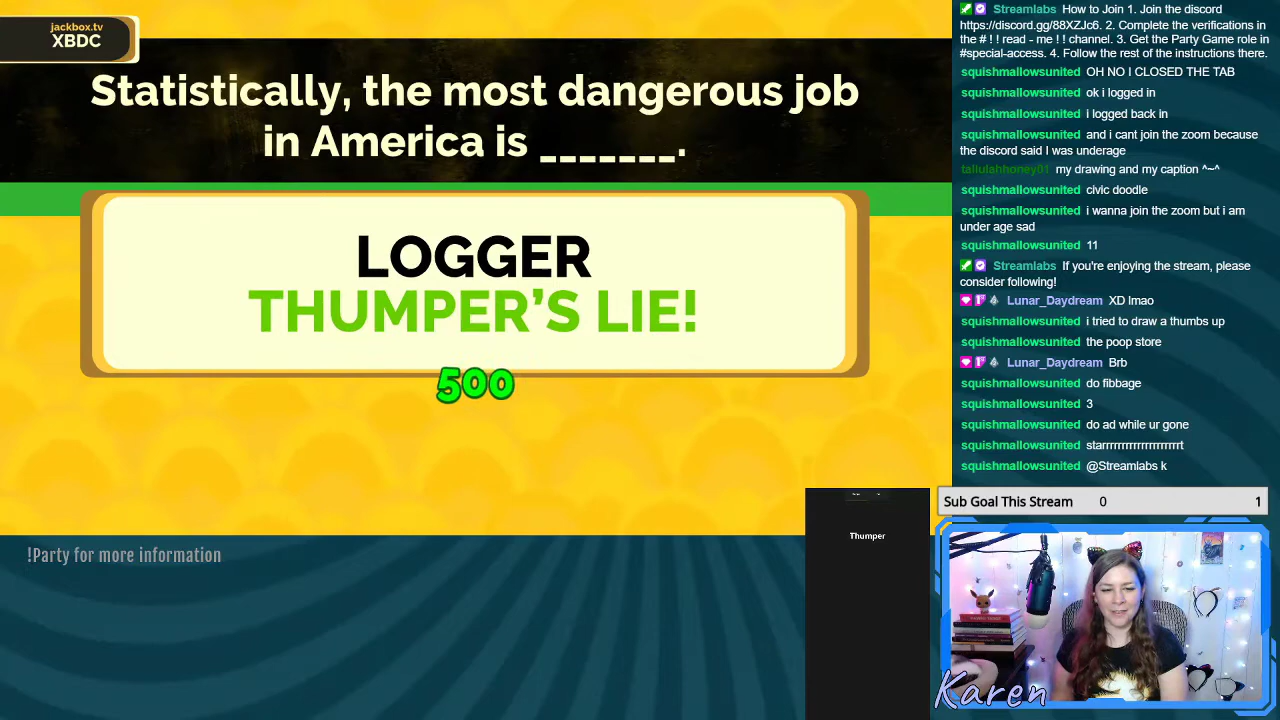 jackbox.tv
XBDC
Statistically, the most dangerous job
in America is _______.
LOGGER
THUMPER'S LIE!
500
!Party for more information
Thumper
Streamlabs How to Join 1. Join the discord
https://discord.gg/88XZJc6. 2. Complete the verifications in
the # ! ! read - me ! ! channel. 3. Get the Party Game role in
#special-access. 4. Follow the rest of the instructions there.
squishmallowsunited OH NO I CLOSED THE TAB
squishmallowsunited ok i logged in
squishmallowsunited I logged back in
squishmallowsunited and i cant join the zoom because
the discord said I was underage
tallulahhoney01 my drawing and my caption ^~^
squishmallowsunited civic doodle
squishmallowsunited i wanna join the zoom but i am
under age sad
squishmallowsunited 11
Streamlabs If you're enjoying the stream, please
consider following!
Lunar_Daydream XD lmao
squishmallowsunited i tried to draw a thumbs up
squishmallowsunited the poop store
Lunar_Daydream Brb
squishmallowsunited do fibbage
squishmallowsunited 3
squishmallowsunited do ad while ur gone
squishmallowsunited starrrrrrrrrrrrrrrrrrrt
squishmallowsunited @Streamlabs k
Sub Goal This Stream 0 1
Karen